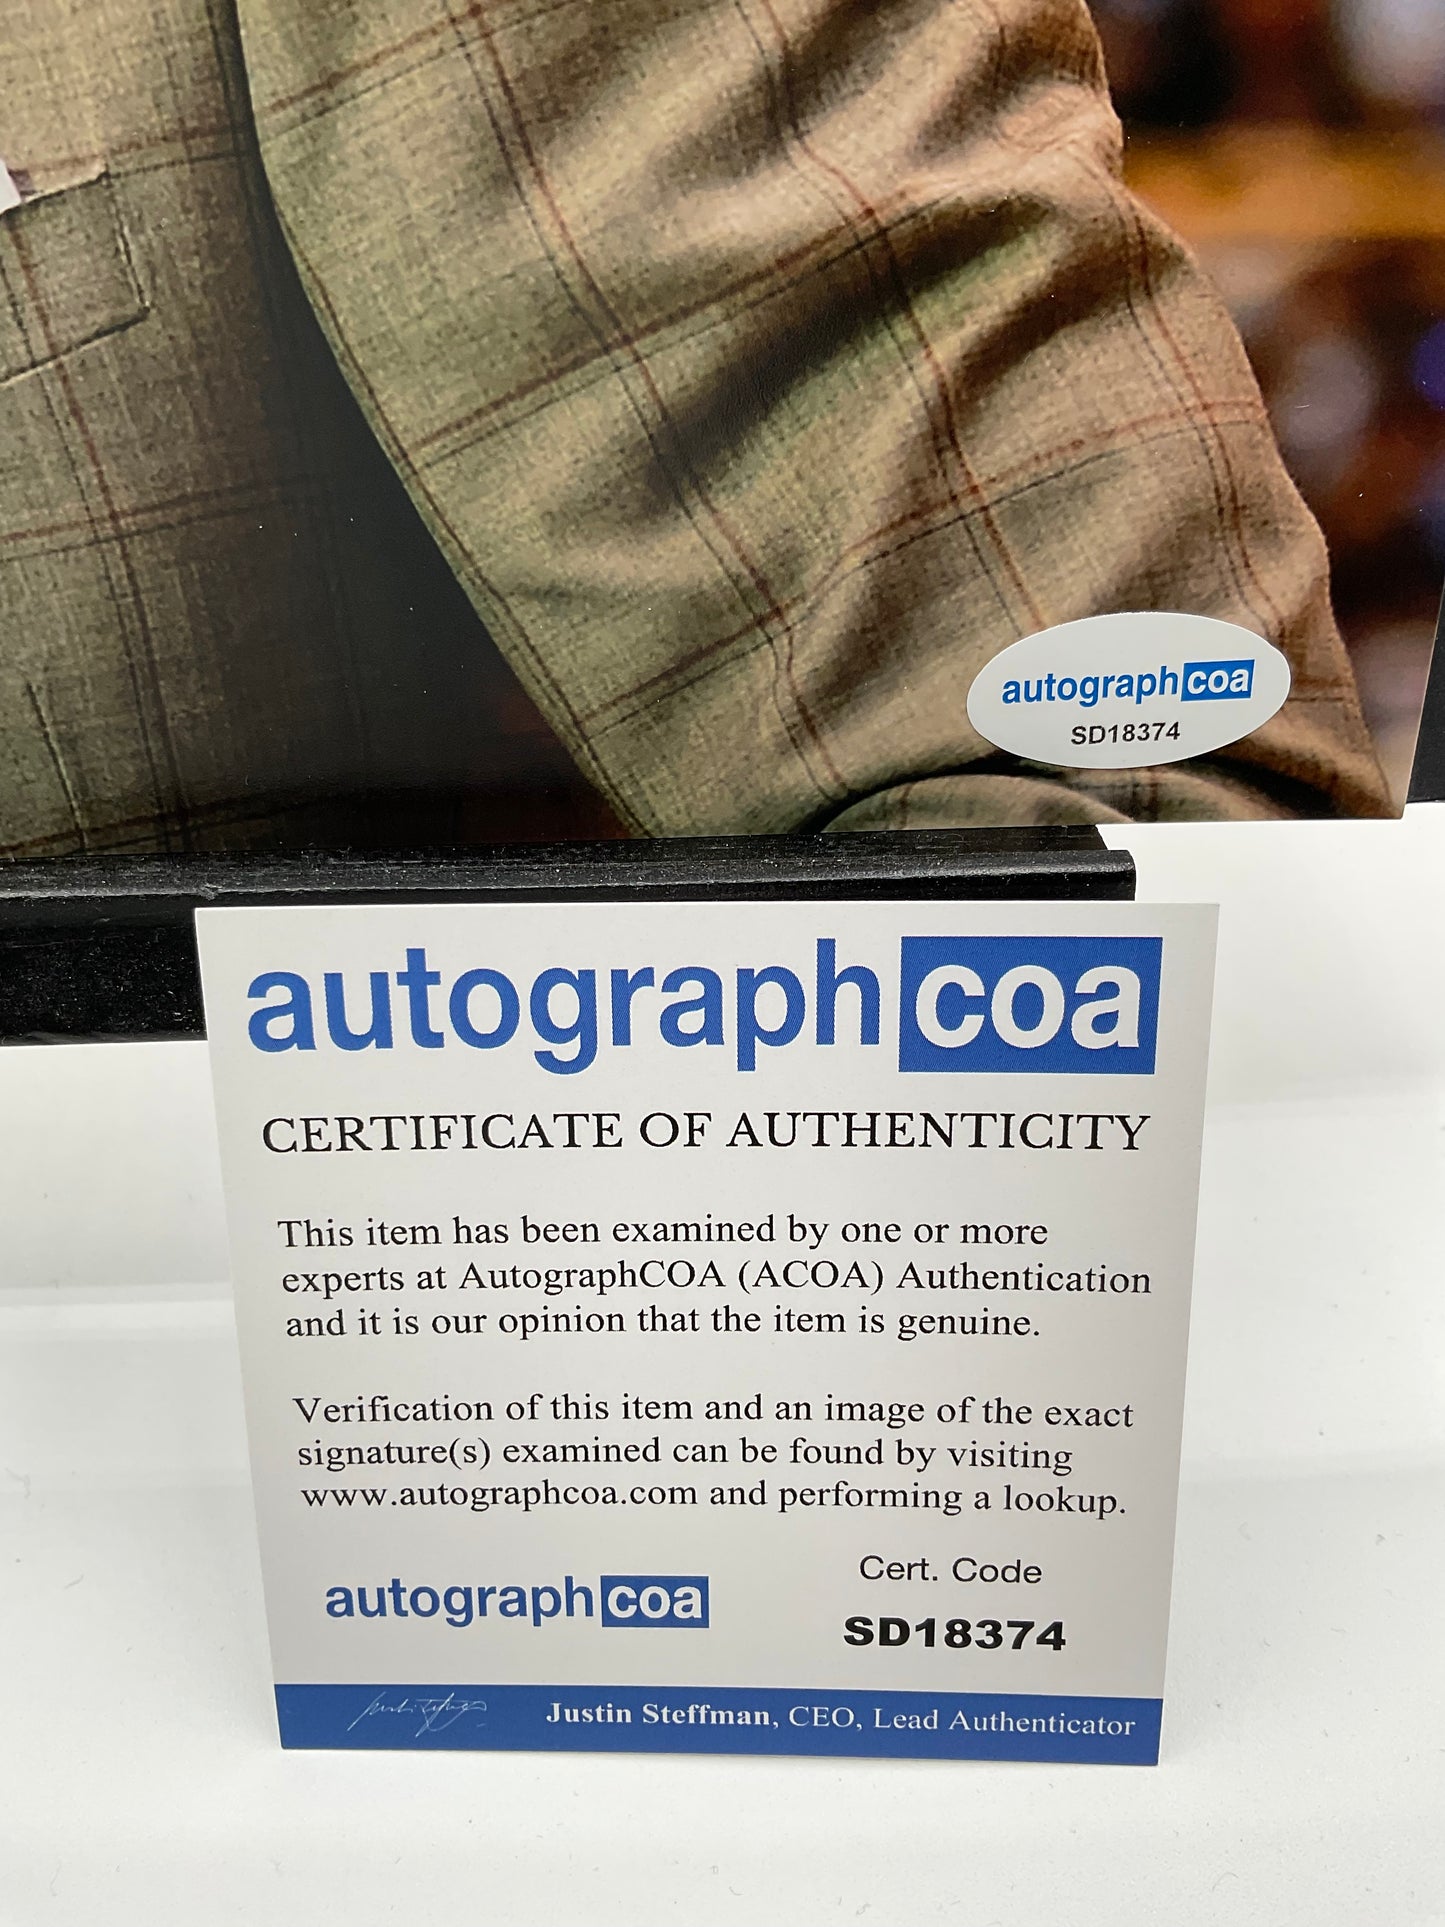 autographcoa
SD18374
autographcoa
CERTIFICATE OF AUTHENTICITY
This item has been examined by one or more
experts at AutographCOA (ACOA) Authentication
and it is our opinion that the item is genuine.
Verification of this item and an image of the exact
signature(s) examined can be found by visiting
www.autographcoa.com and performing a lookup.
autographcoa
Cert. Code
SD18374
Justin Steffman, CEO, Lead Authenticator